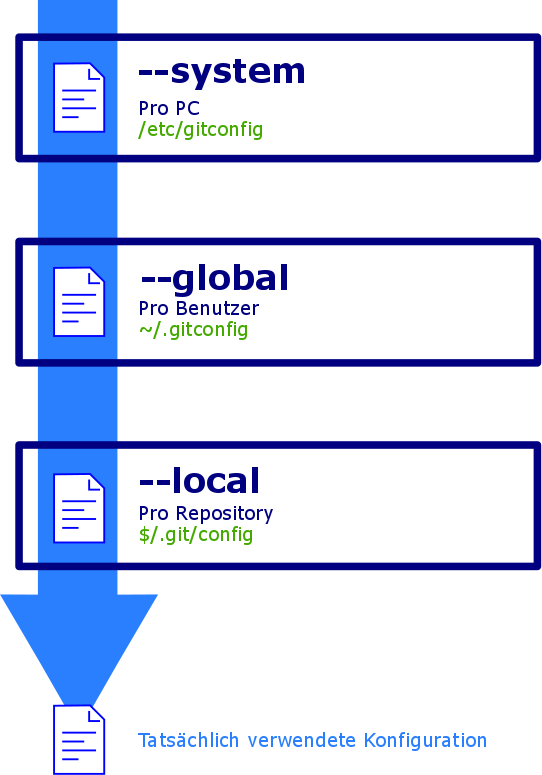 --system
Pro PC
/etc/gitconfig
--global
Pro Benutzer
~/.gitconfig
--local
Pro Repository
$/.git/config
Tatsächlich verwendete Konfiguration